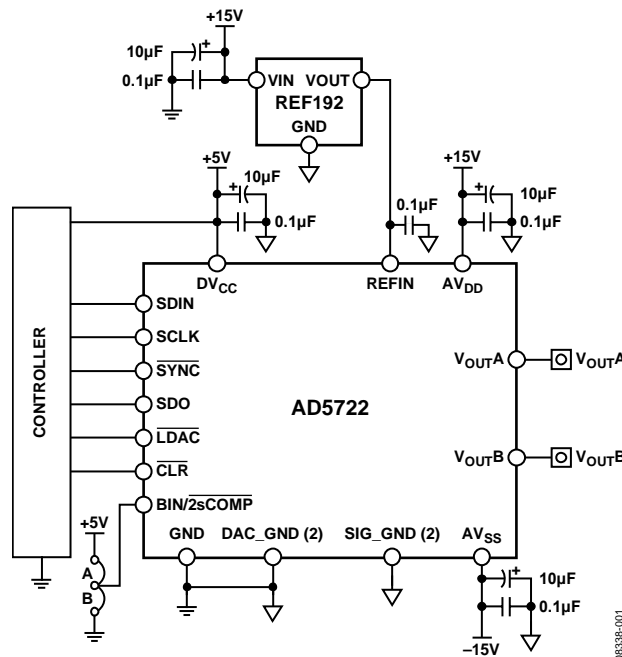 +15V
10µF
+
0.1µF
VIN
VOUT
REF192
GND
+5V
+
10µF
0.1µF
0.1µF
+15V
+
10µF
0.1µF
CONTROLLER
DVCC
REFIN
AVDD
SDIN
SCLK
SYNC
SDO
LDAC
CLR
BIN/2sCOMP
AD5722
VOUTA
VOUTA
VOUTB
VOUTB
+5V
A
B
GND
DAC_GND (2)
SIG_GND (2)
AVSS
+
10µF
0.1µF
–15V
08338-001